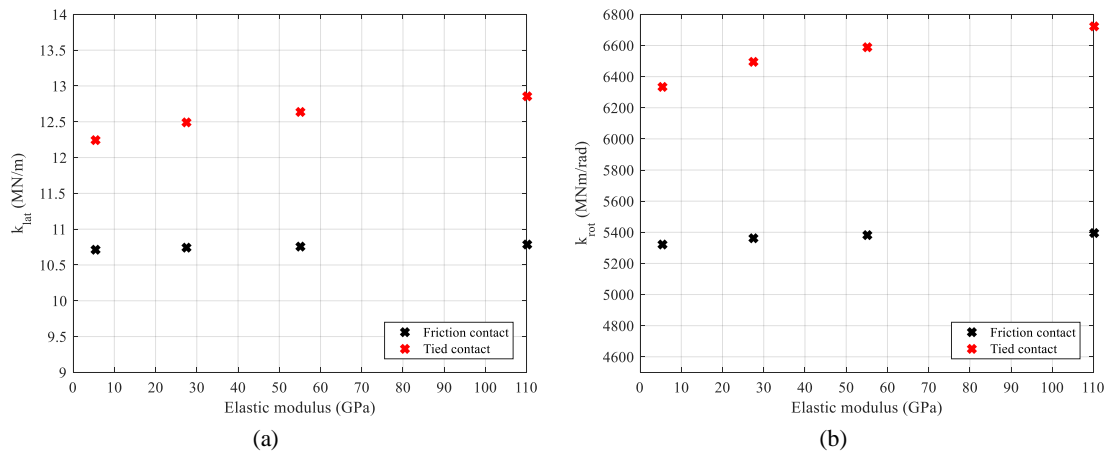 14
13.5
13
12.5
12
11.5
11
10.5
10
9.5
9
k_lat (MN/m)
0 10 20 30 40 50 60 70 80 90 100 110
Elastic modulus (GPa)
Friction contact
Tied contact
(a)
6800
6600
6400
6200
6000
5800
5600
5400
5200
5000
4800
4600
k_rot (MNm/rad)
0 10 20 30 40 50 60 70 80 90 100 110
Elastic modulus (GPa)
Friction contact
Tied contact
(b)